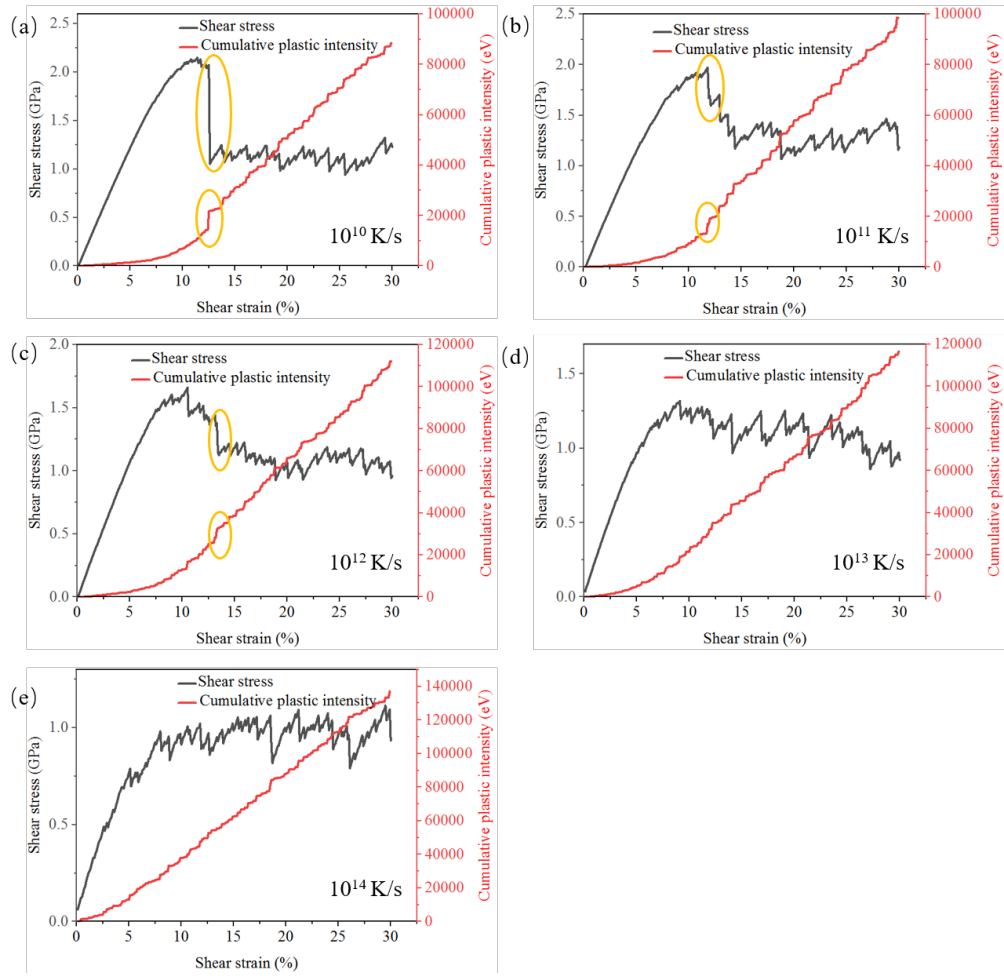 (a)
Shear stress
Cumulative plastic intensity
2.5
2.0
1.5
1.0
0.5
0.0
Shear stress (GPa)
100000
80000
60000
40000
20000
0
Cumulative plastic intensity (eV)
10¹⁰ K/s
0 5 10 15 20 25 30
Shear strain (%)
(b)
Shear stress
Cumulative plastic intensity
2.5
2.0
1.5
1.0
0.5
0.0
Shear stress (GPa)
100000
80000
60000
40000
20000
0
Cumulative plastic intensity (eV)
10¹¹ K/s
0 5 10 15 20 25 30
Shear strain (%)
(c)
Shear stress
Cumulative plastic intensity
2.0
1.5
1.0
0.5
0.0
Shear stress (GPa)
120000
100000
80000
60000
40000
20000
0
Cumulative plastic intensity (eV)
10¹² K/s
0 5 10 15 20 25 30
Shear strain (%)
(d)
Shear stress
Cumulative plastic intensity
1.5
1.0
0.5
0.0
Shear stress (GPa)
120000
100000
80000
60000
40000
20000
0
Cumulative plastic intensity (eV)
10¹³ K/s
0 5 10 15 20 25 30
Shear strain (%)
(e)
Shear stress
Cumulative plastic intensity
1.0
0.5
0.0
Shear stress (GPa)
140000
120000
100000
80000
60000
40000
20000
0
Cumulative plastic intensity (eV)
10¹⁴ K/s
0 5 10 15 20 25 30
Shear strain (%)